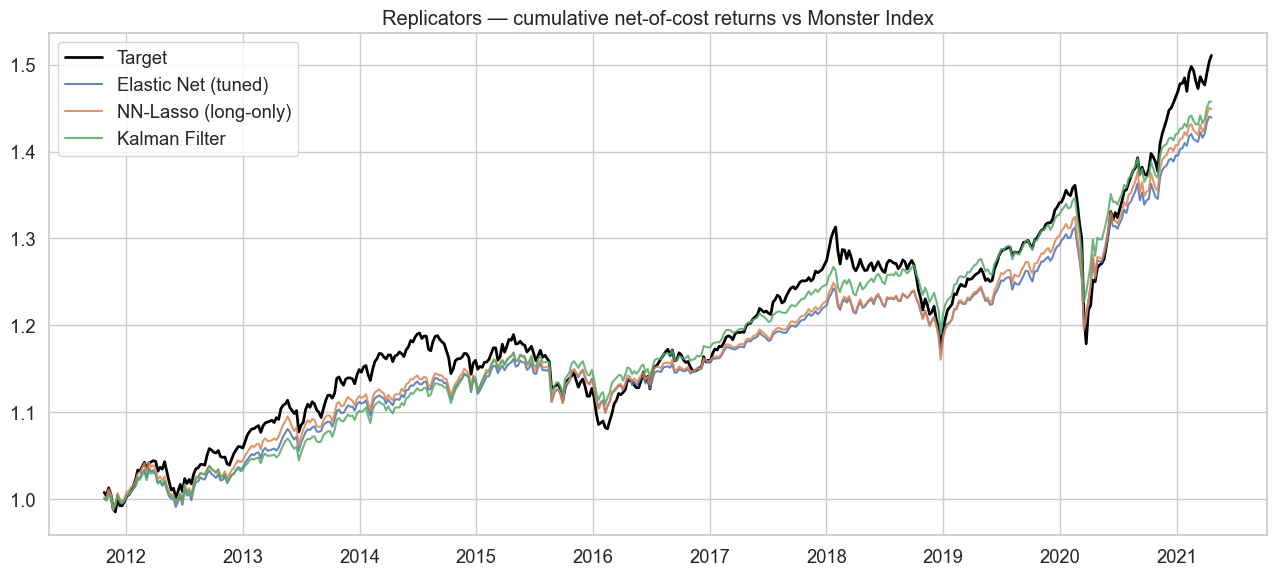 Replicators — cumulative net-of-cost returns vs Monster Index
Target
Elastic Net (tuned)
NN-Lasso (long-only)
Kalman Filter
1.5
1.4
1.3
1.2
1.1
1.0
2012 2013 2014 2015 2016 2017 2018 2019 2020 2021